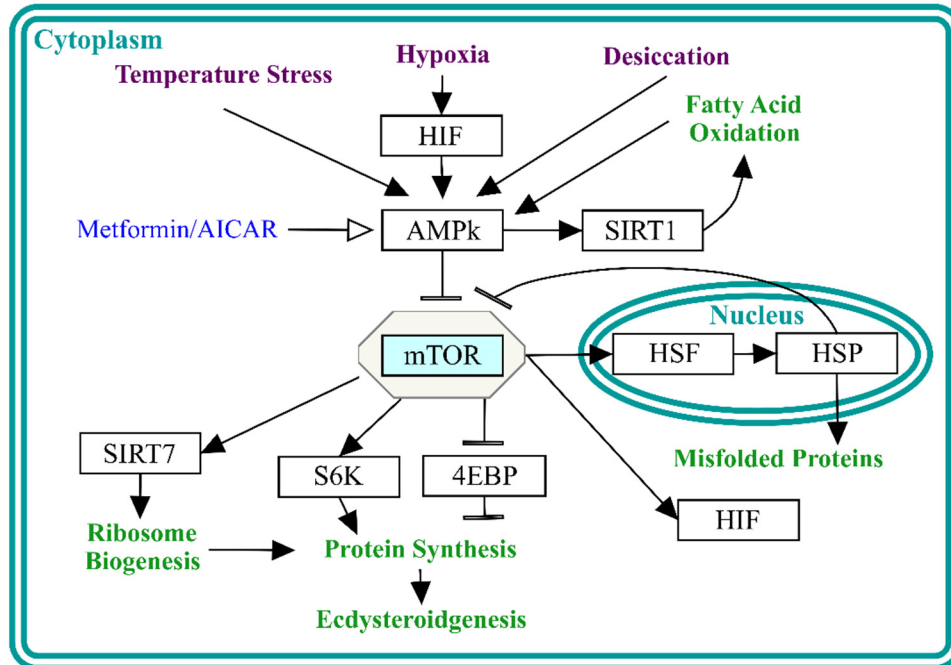 Cytoplasm
Temperature Stress
Hypoxia
Desiccation
Fatty Acid
Oxidation
HIF
Metformin/AICAR
AMPk
SIRT1
Nucleus
mTOR
HSF
HSP
SIRT7
S6K
4EBP
Misfolded Proteins
HIF
Ribosome
Biogenesis
Protein Synthesis
Ecdysteroidgenesis